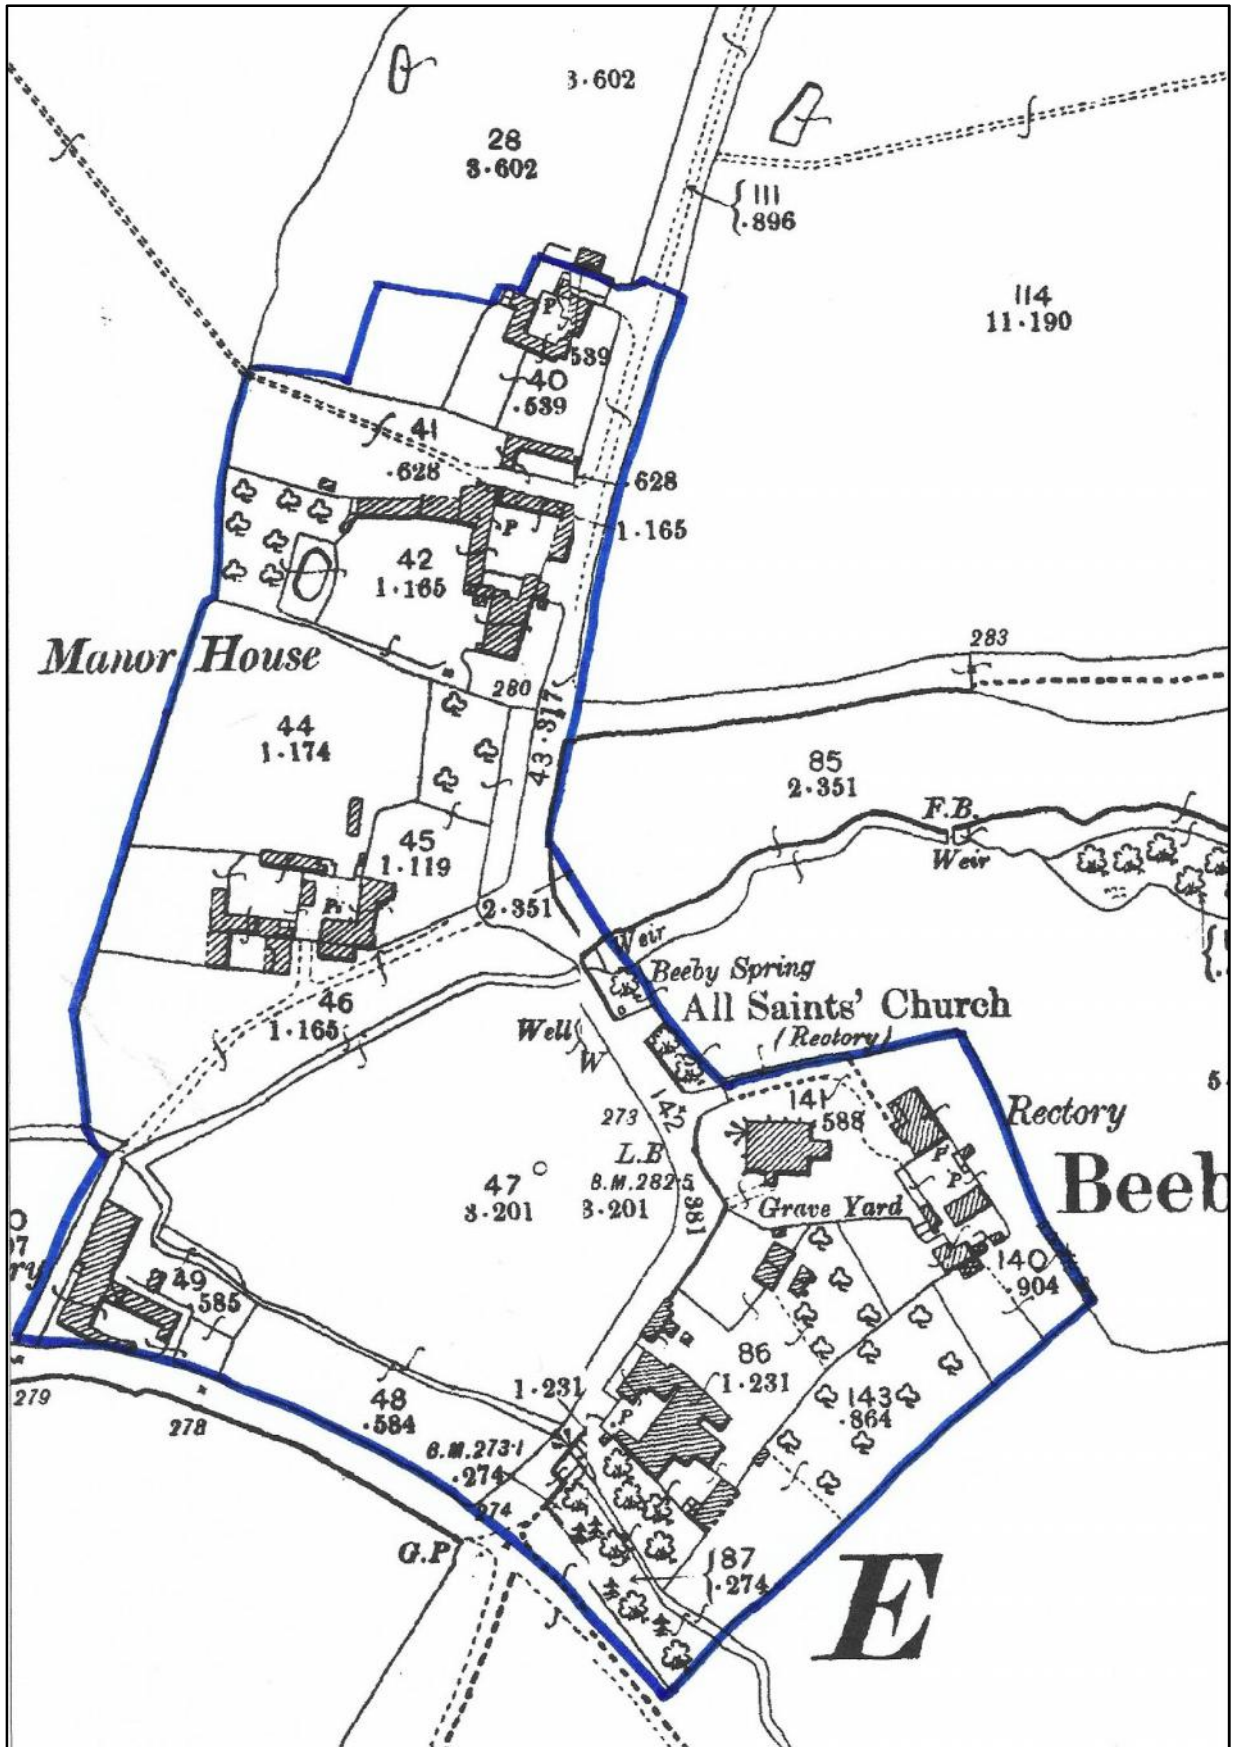 3.602
28
3.602
111
.896
114
11.190
P
.539
40
.539
41
.628
.628
P
1.165
42
1.165
283
Manor House
280
44
1.174
43
.317
85
2.351
F.B.
Weir
45
1.119
2.351
Weir
Beeby Spring
All Saints' Church
(Rectory)
46
1.165
Well
W
142
273
141
.588
Rectory
Beeb
L.B
B.M.282.5
.381
47
3.201
3.201
Grave Yard
P
P
140
.904
49
.585
86
1.231
1.231
P
143
.864
279
278
48
.584
B.M.273.1
.274
274
G.P
87
.274
E